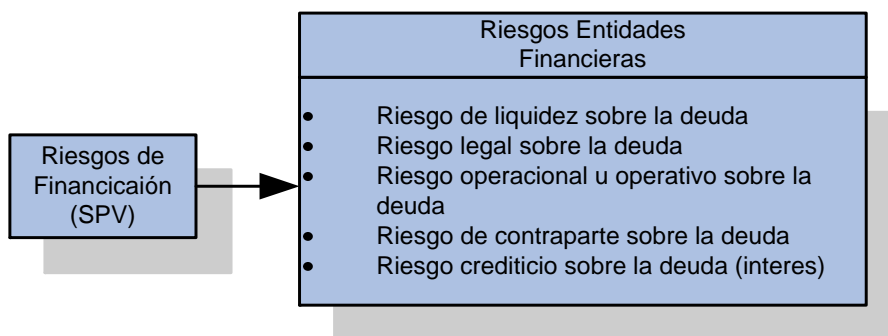 Riesgos Entidades
Financieras
• Riesgo de liquidez sobre la deuda
• Riesgo legal sobre la deuda
• Riesgo operacional u operativo sobre la
deuda
• Riesgo de contraparte sobre la deuda
• Riesgo crediticio sobre la deuda (interes)
Riesgos de
Financicaión
(SPV)